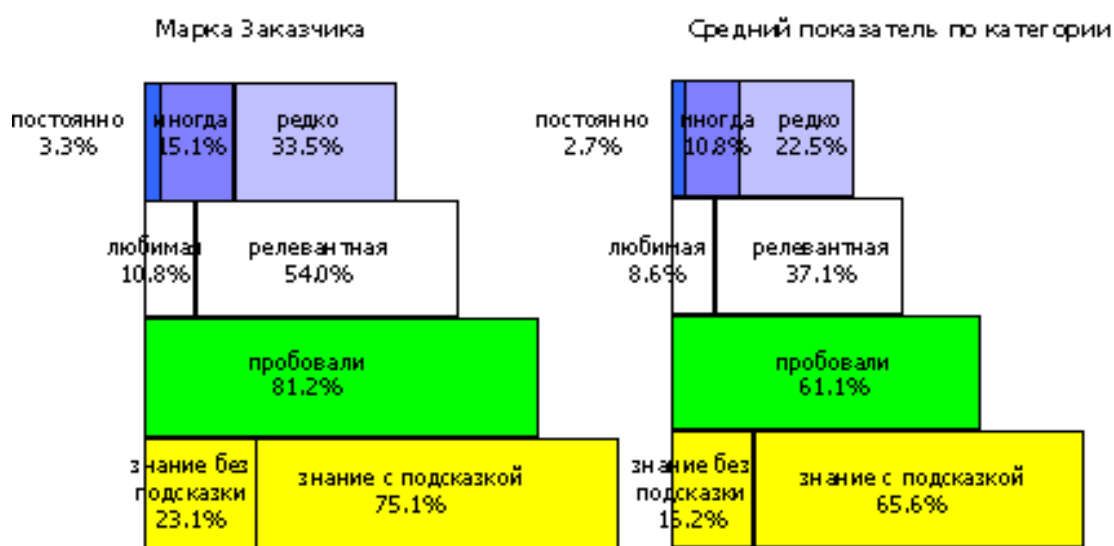 Марка Заказчика
Средний показатель по категории
постоянно
3.3%
иногда
15.1%
редко
33.5%
любимая
10.8%
релевантная
54.0%
пробовали
81.2%
знание без
подсказки
23.1%
знание с подсказкой
75.1%
постоянно
2.7%
иногда
10.8%
редко
22.5%
любимая
8.6%
релевантная
37.1%
пробовали
61.1%
знание без
подсказки
16.2%
знание с подсказкой
65.6%